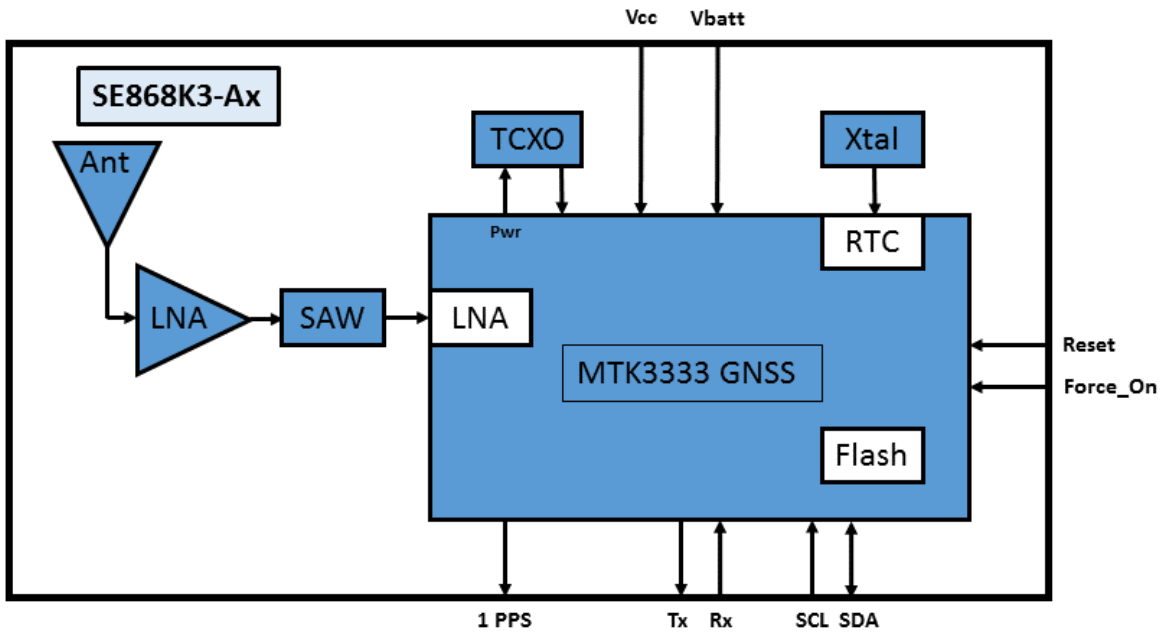 Vcc Vbatt
SE868K3-Ax
Ant
TCXO
Xtal
Pwr
RTC
LNA
SAW
LNA
MTK3333 GNSS
Reset
Force_On
Flash
1 PPS
Tx Rx
SCL SDA